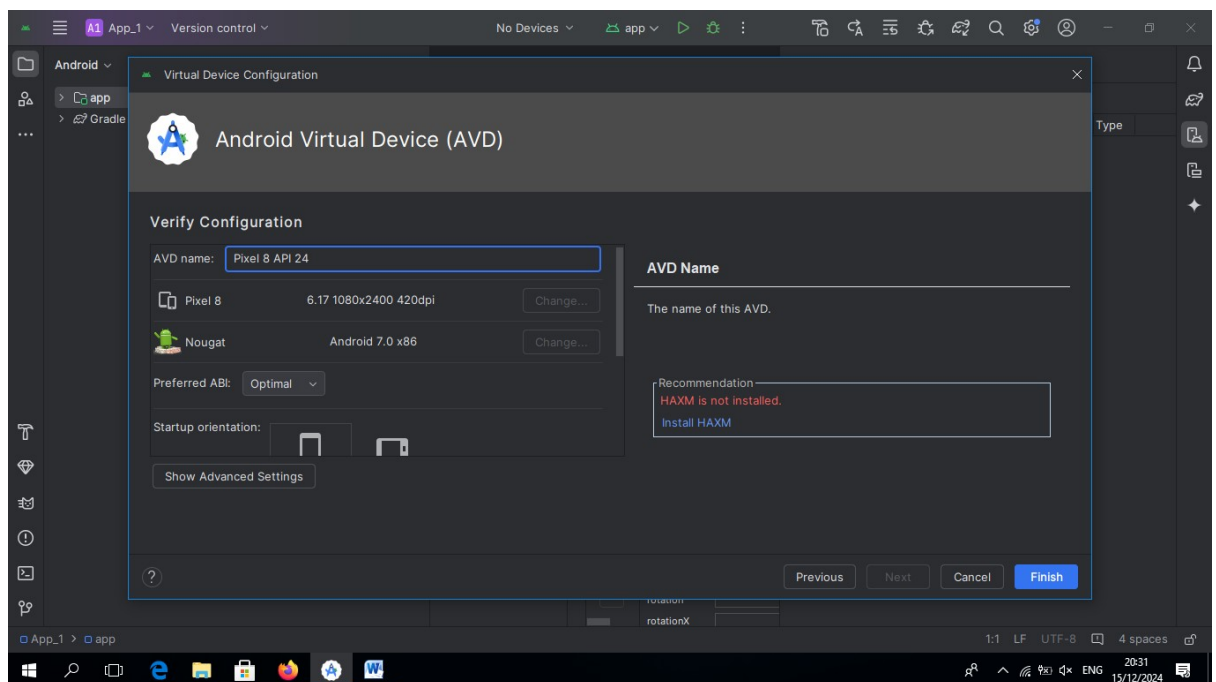 A1 App_1 Version control No Devices app
Android
Virtual Device Configuration
app
Gradle
Type
Android Virtual Device (AVD)
Verify Configuration
AVD name: Pixel 8 API 24
Pixel 8 6.17 1080x2400 420dpi Change...
Nougat Android 7.0 x86 Change...
Preferred ABI: Optimal
Startup orientation:
Show Advanced Settings
AVD Name
The name of this AVD.
Recommendation
HAXM is not installed.
Install HAXM
? Previous Next Cancel Finish
rotation
rotationX
App_1 > app 1:1 LF UTF-8 4 spaces
W ENG 20:31
15/12/2024